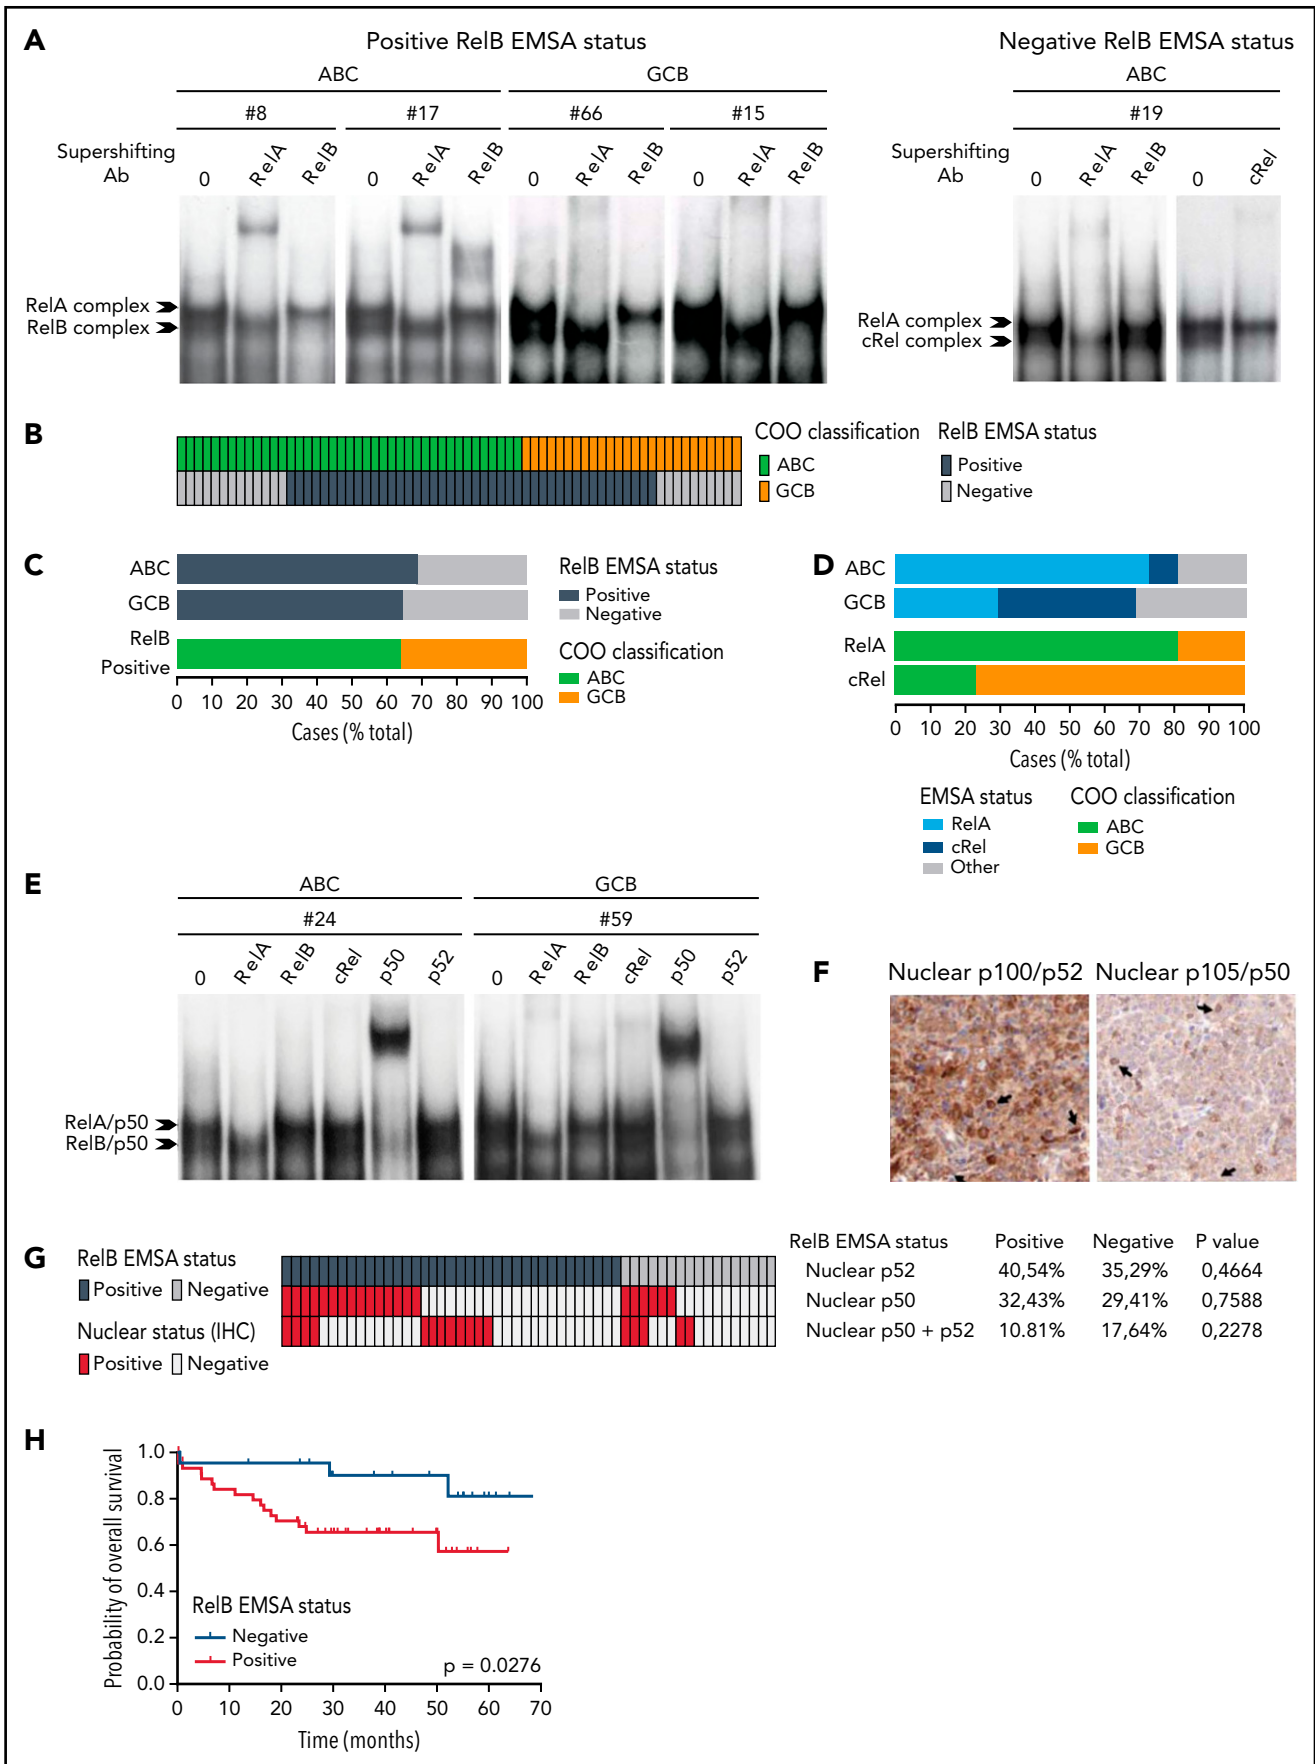 A
Positive RelB EMSA status
Negative RelB EMSA status
ABC
GCB
ABC
#8
#17
#66
#15
#19
Supershifting Ab
0
RelA
RelB
0
RelA
RelB
0
RelA
RelB
0
RelA
RelB
Supershifting Ab
0
RelA
RelB
0
cRel
RelA complex
RelB complex
RelA complex
cRel complex
B
COO classification
ABC
GCB
RelB EMSA status
Positive
Negative
C
ABC
GCB
RelB Positive
0 10 20 30 40 50 60 70 80 90 100
Cases (% total)
RelB EMSA status
Positive
Negative
COO classification
ABC
GCB
D
ABC
GCB
RelA
cRel
0 10 20 30 40 50 60 70 80 90 100
Cases (% total)
EMSA status
RelA
cRel
Other
COO classification
ABC
GCB
E
ABC
GCB
#24
#59
0
RelA
RelB
cRel
p50
p52
0
RelA
RelB
cRel
p50
p52
RelA/p50
RelB/p50
F
Nuclear p100/p52
Nuclear p105/p50
G
RelB EMSA status
Positive
Negative
Nuclear status (IHC)
Positive
Negative
RelB EMSA status Positive Negative P value
Nuclear p52 40,54% 35,29% 0,4664
Nuclear p50 32,43% 29,41% 0,7588
Nuclear p50 + p52 10.81% 17,64% 0,2278
H
Probability of overall survival
1.0
0.8
0.6
0.4
0.2
0.0
RelB EMSA status
Negative
Positive
p = 0.0276
0 10 20 30 40 50 60 70
Time (months)